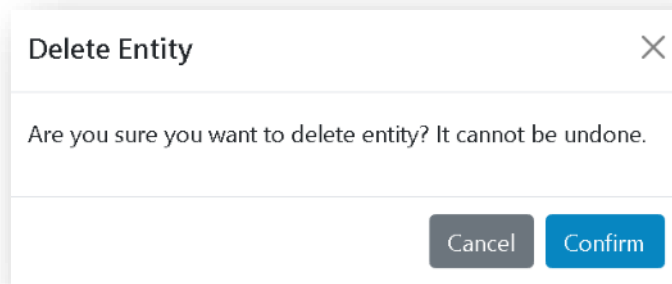 Delete Entity
Are you sure you want to delete entity? It cannot be undone.
Cancel Confirm